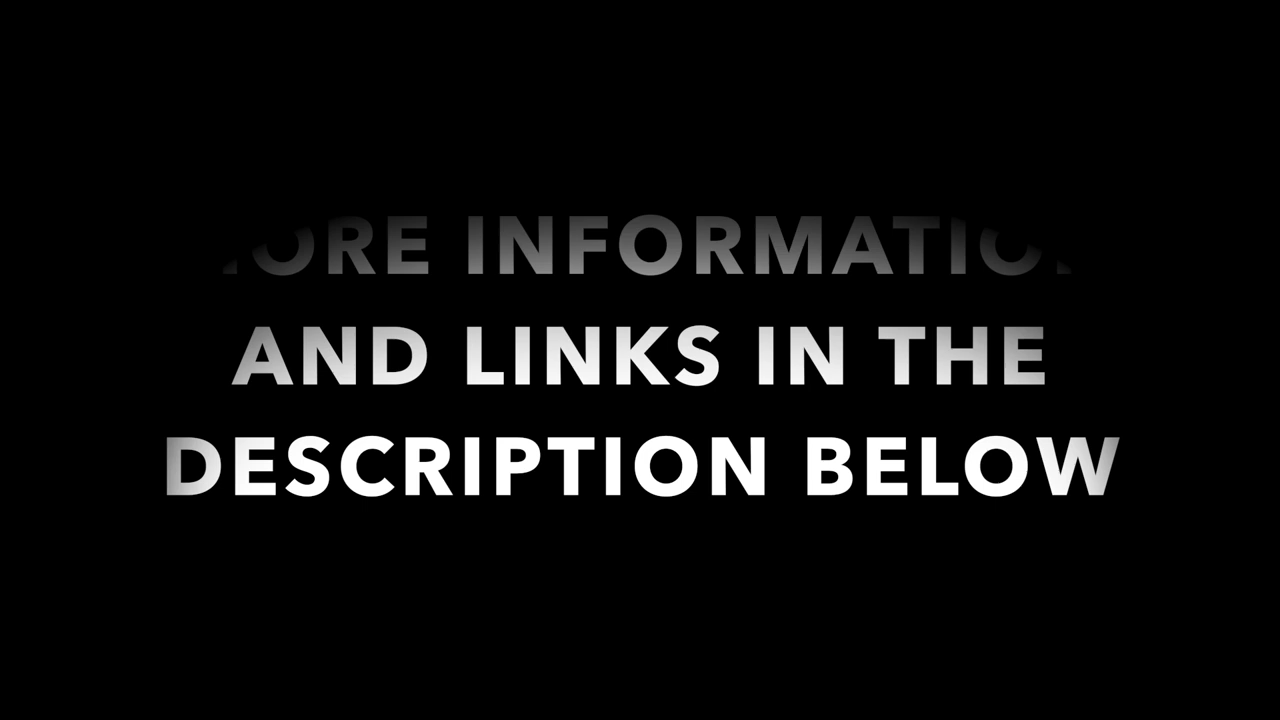 MORE INFORMATION
AND LINKS IN THE
DESCRIPTION BELOW